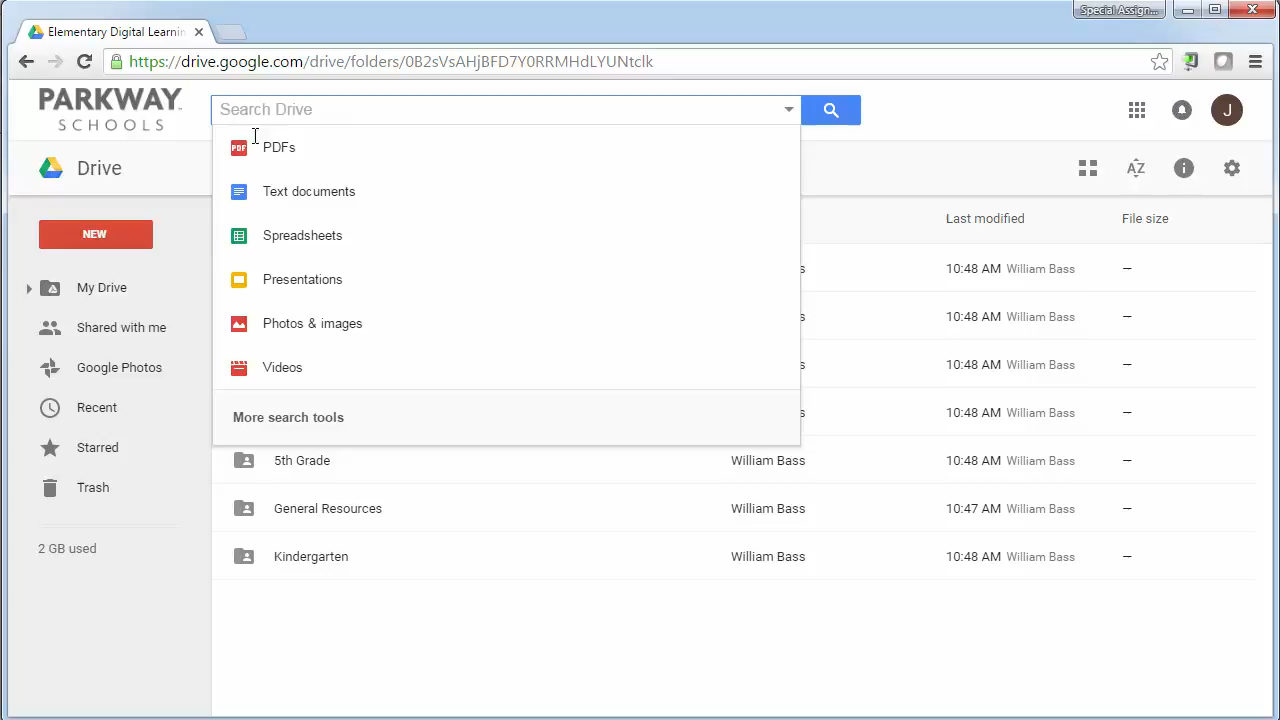 Special Assign...
Elementary Digital Learnin
https://drive.google.com/drive/folders/0B2sVsAHjBFD7Y0RRMHdLYUNtclk
PARKWAY
SCHOOLS
Search Drive
J
Drive
NEW
My Drive
Shared with me
Google Photos
Recent
Starred
Trash
2 GB used
PDF PDFs
Text documents
Spreadsheets
Presentations
Photos & images
Videos
More search tools
Last modified File size
s 10:48 AM William Bass —
s 10:48 AM William Bass —
s 10:48 AM William Bass —
s 10:48 AM William Bass —
5th Grade William Bass 10:48 AM William Bass —
General Resources William Bass 10:47 AM William Bass —
Kindergarten William Bass 10:48 AM William Bass —